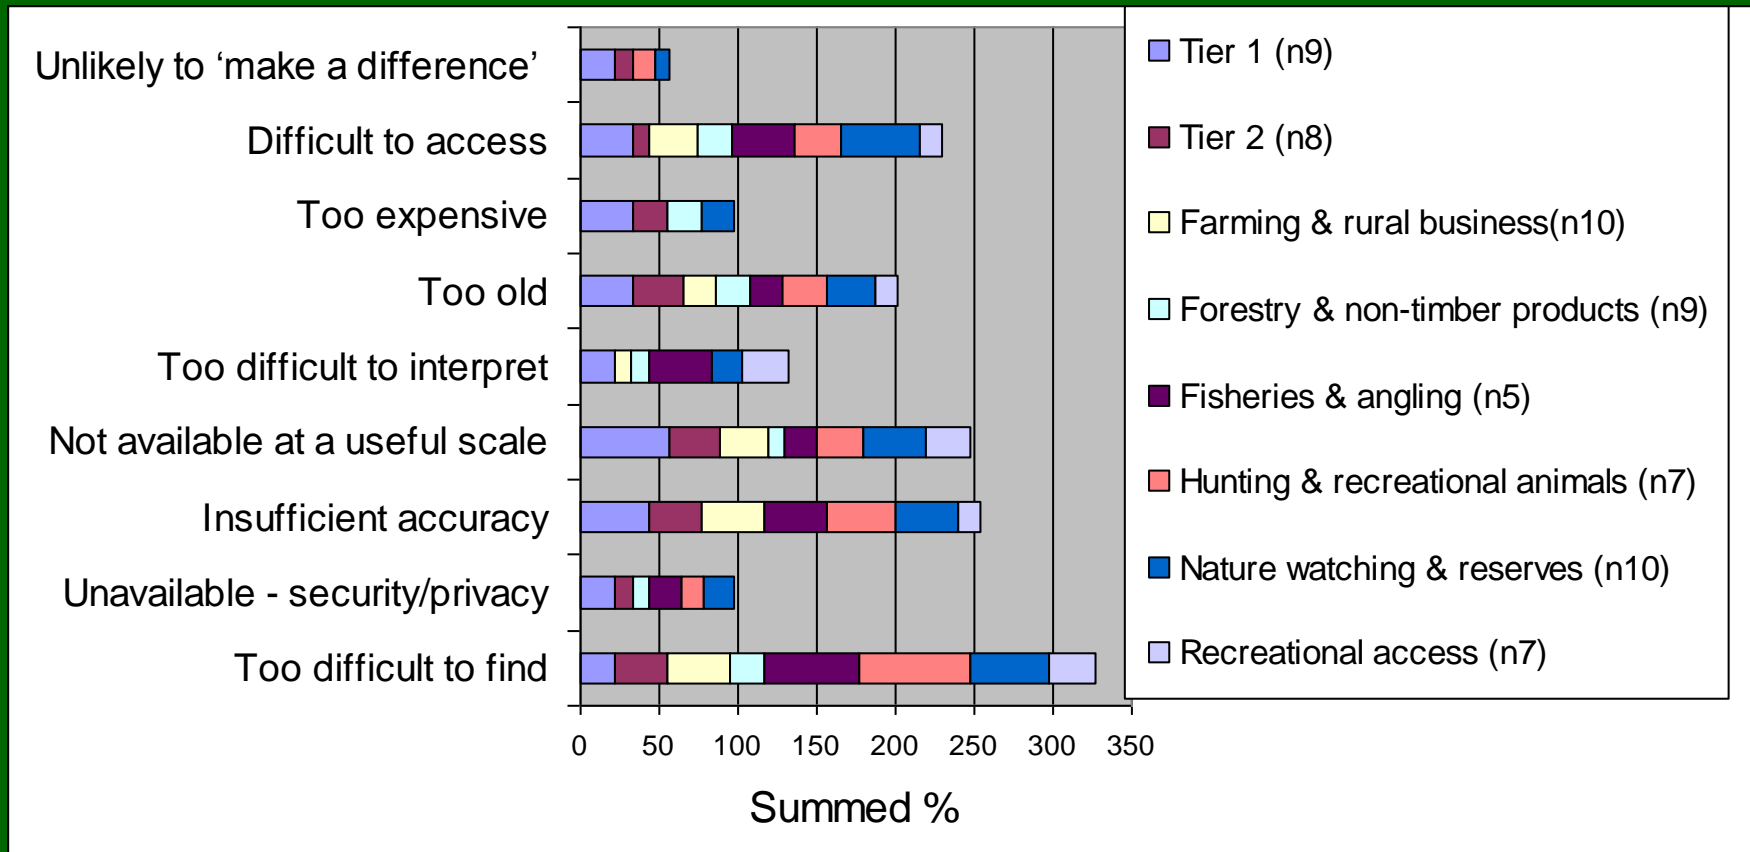 Unlikely to ‘make a difference’
Difficult to access
Too expensive
Too old
Too difficult to interpret
Not available at a useful scale
Insufficient accuracy
Unavailable - security/privacy
Too difficult to find
0 50 100 150 200 250 300 350
Summed %
Tier 1 (n9)
Tier 2 (n8)
Farming & rural business(n10)
Forestry & non-timber products (n9)
Fisheries & angling (n5)
Hunting & recreational animals (n7)
Nature watching & reserves (n10)
Recreational access (n7)